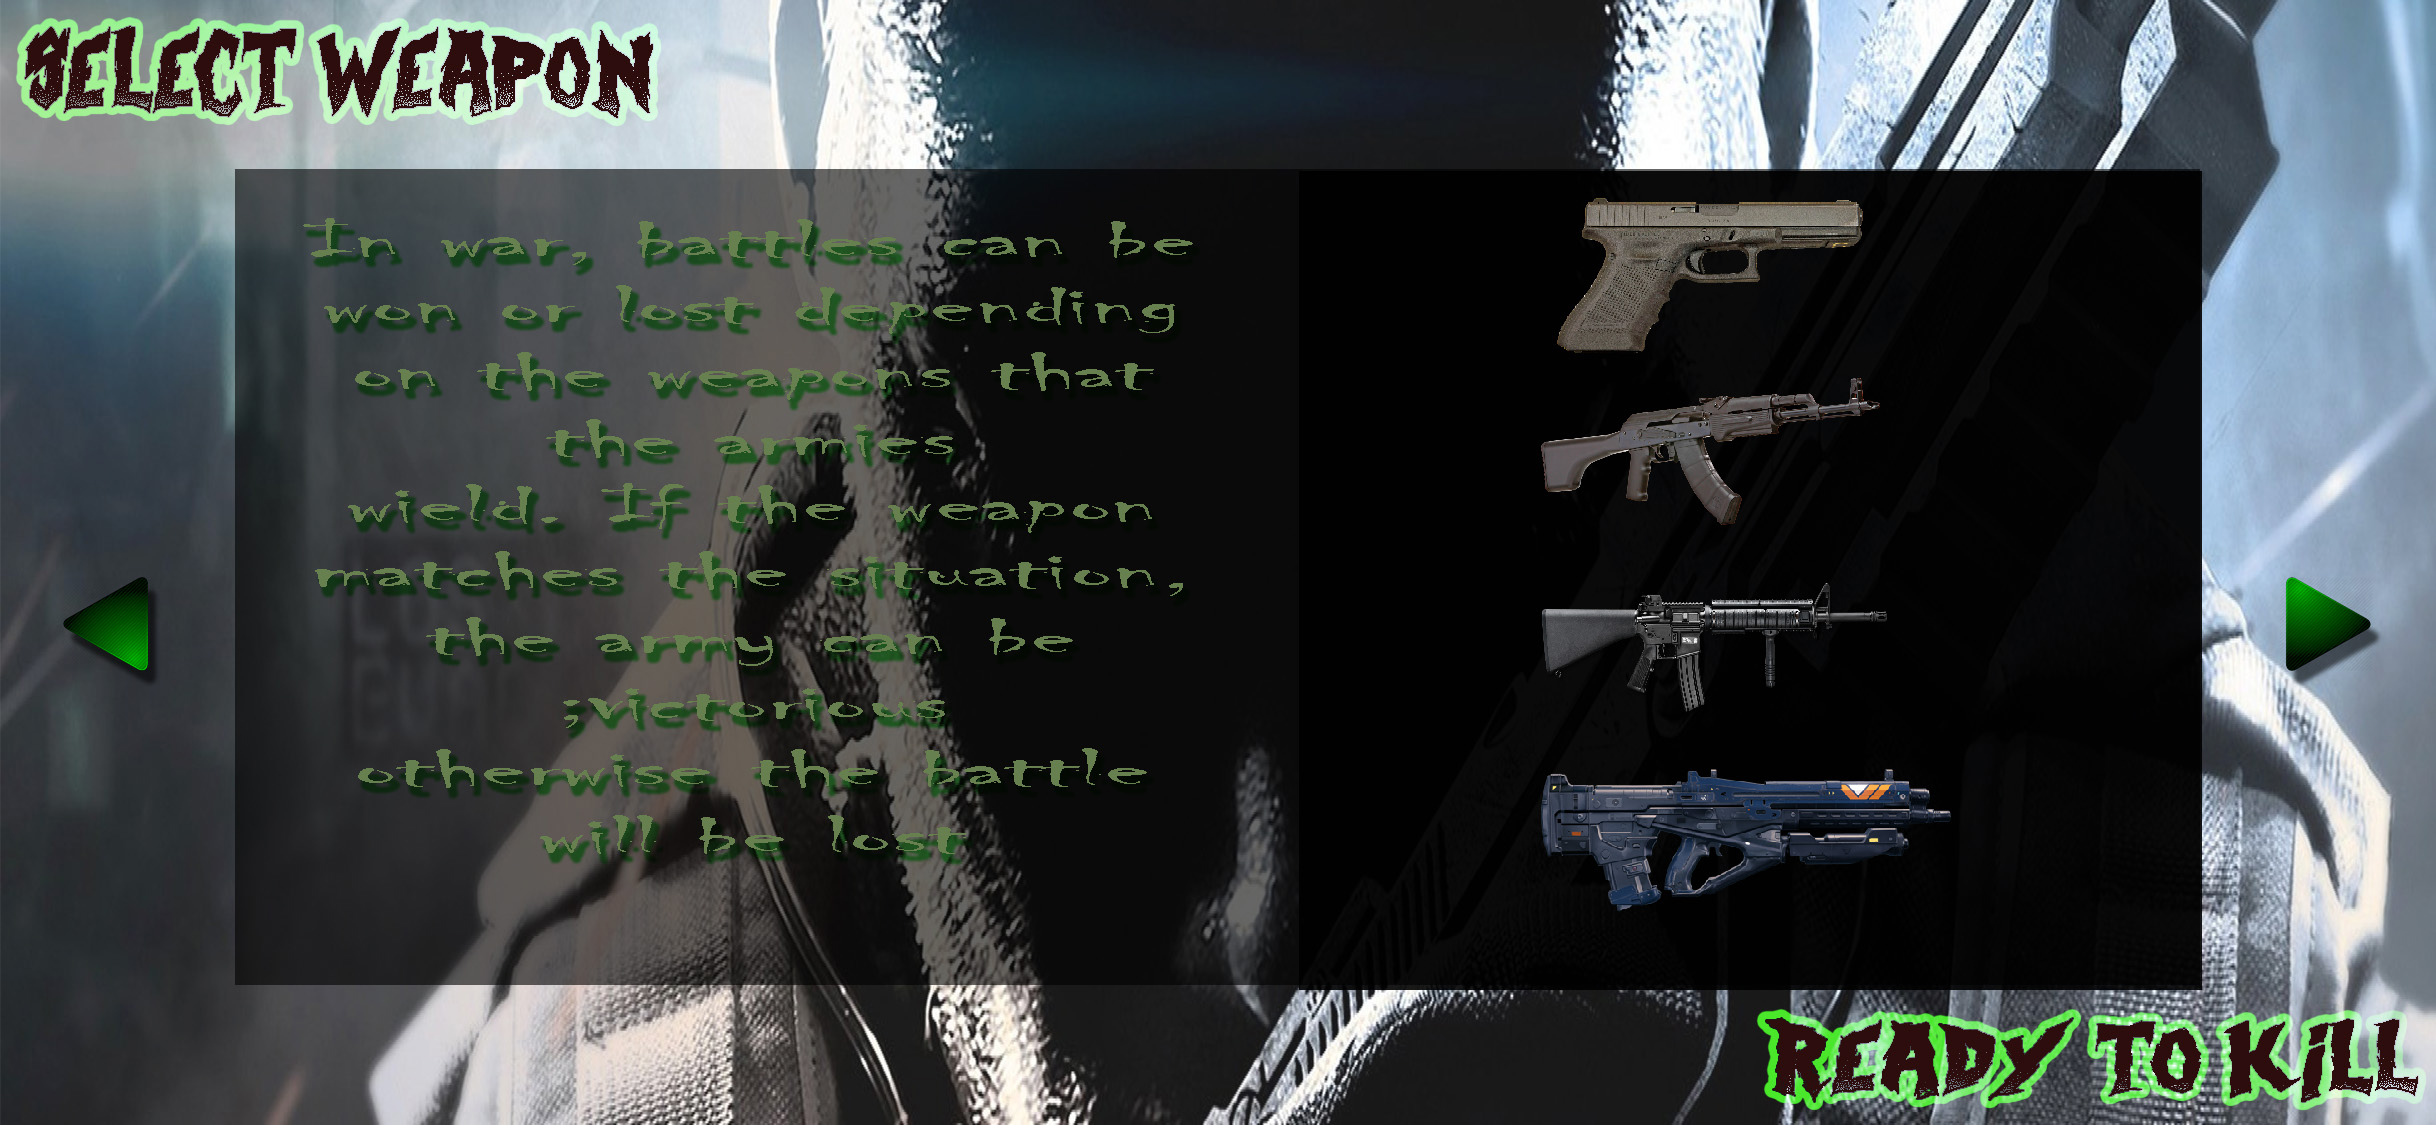 SELECT WEAPON
In war, battles can be
won or lost depending
on the weapons that
the armies
wield. If the weapon
matches the situation,
the army can be
;victorious
otherwise the battle
will be lost
READY TO KILL